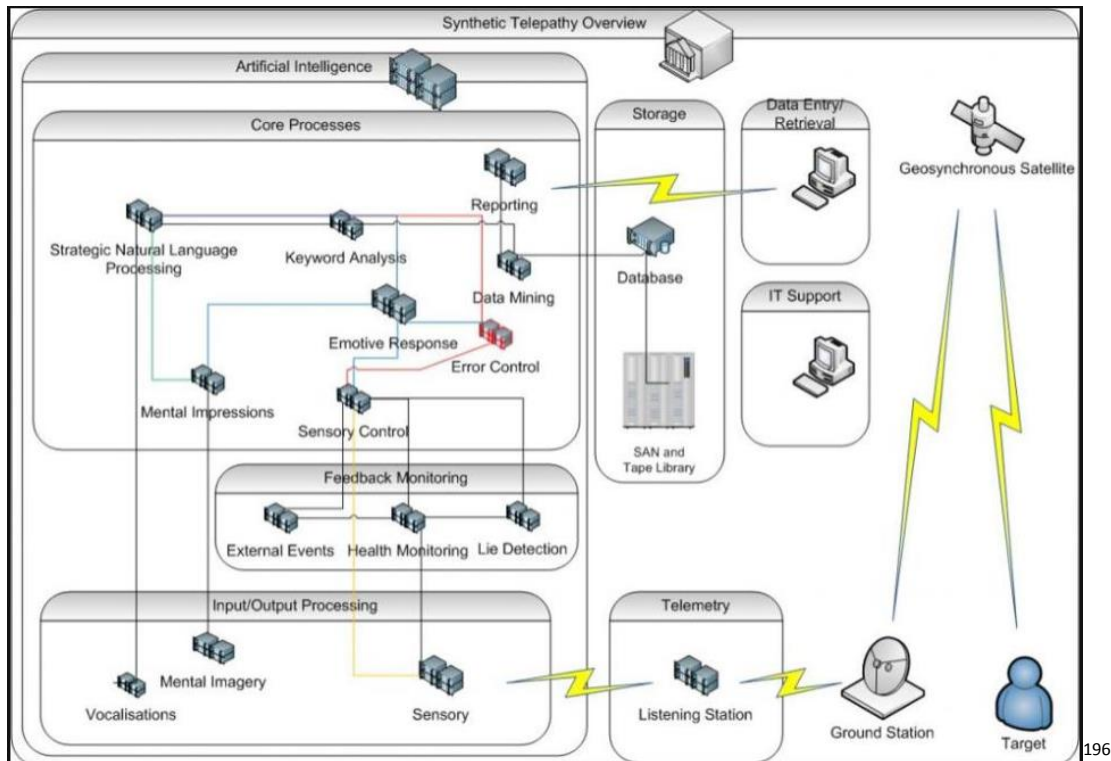 Synthetic Telepathy Overview
Artificial Intelligence
Core Processes
Reporting
Strategic Natural Language
Processing
Keyword Analysis
Data Mining
Emotive Response
Error Control
Mental Impressions
Sensory Control
Feedback Monitoring
External Events
Health Monitoring
Lie Detection
Input/Output Processing
Mental Imagery
Vocalisations
Sensory
Storage
Database
SAN and
Tape Library
Data Entry/
Retrieval
IT Support
Geosynchronous Satellite
Telemetry
Listening Station
Ground Station
Target
196